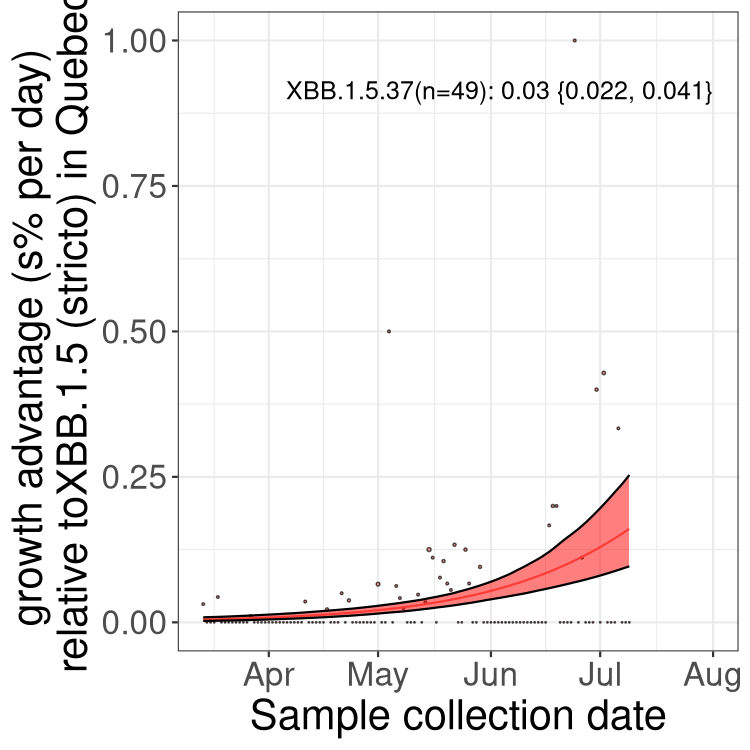 growth advantage (s% per day)
relative toXBB.1.5 (stricto) in Quebec
1.00
XBB.1.5.37(n=49): 0.03 {0.022, 0.041}
0.75
0.50
0.25
0.00
Apr May Jun Jul Aug
Sample collection date